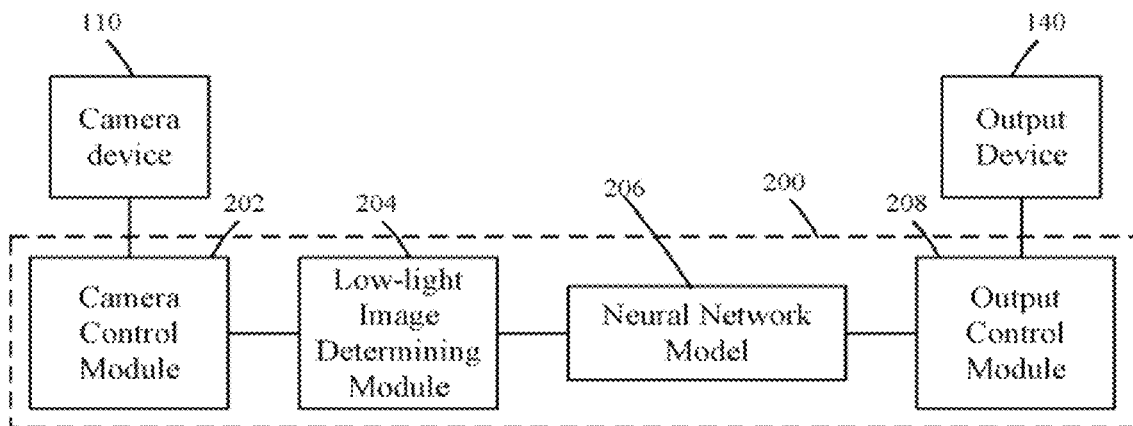 110
140
Camera
device
Output
Device
202
204
206
200
208
Camera
Control
Module
Low-light
Image
Determining
Module
Neural Network
Model
Output
Control
Module